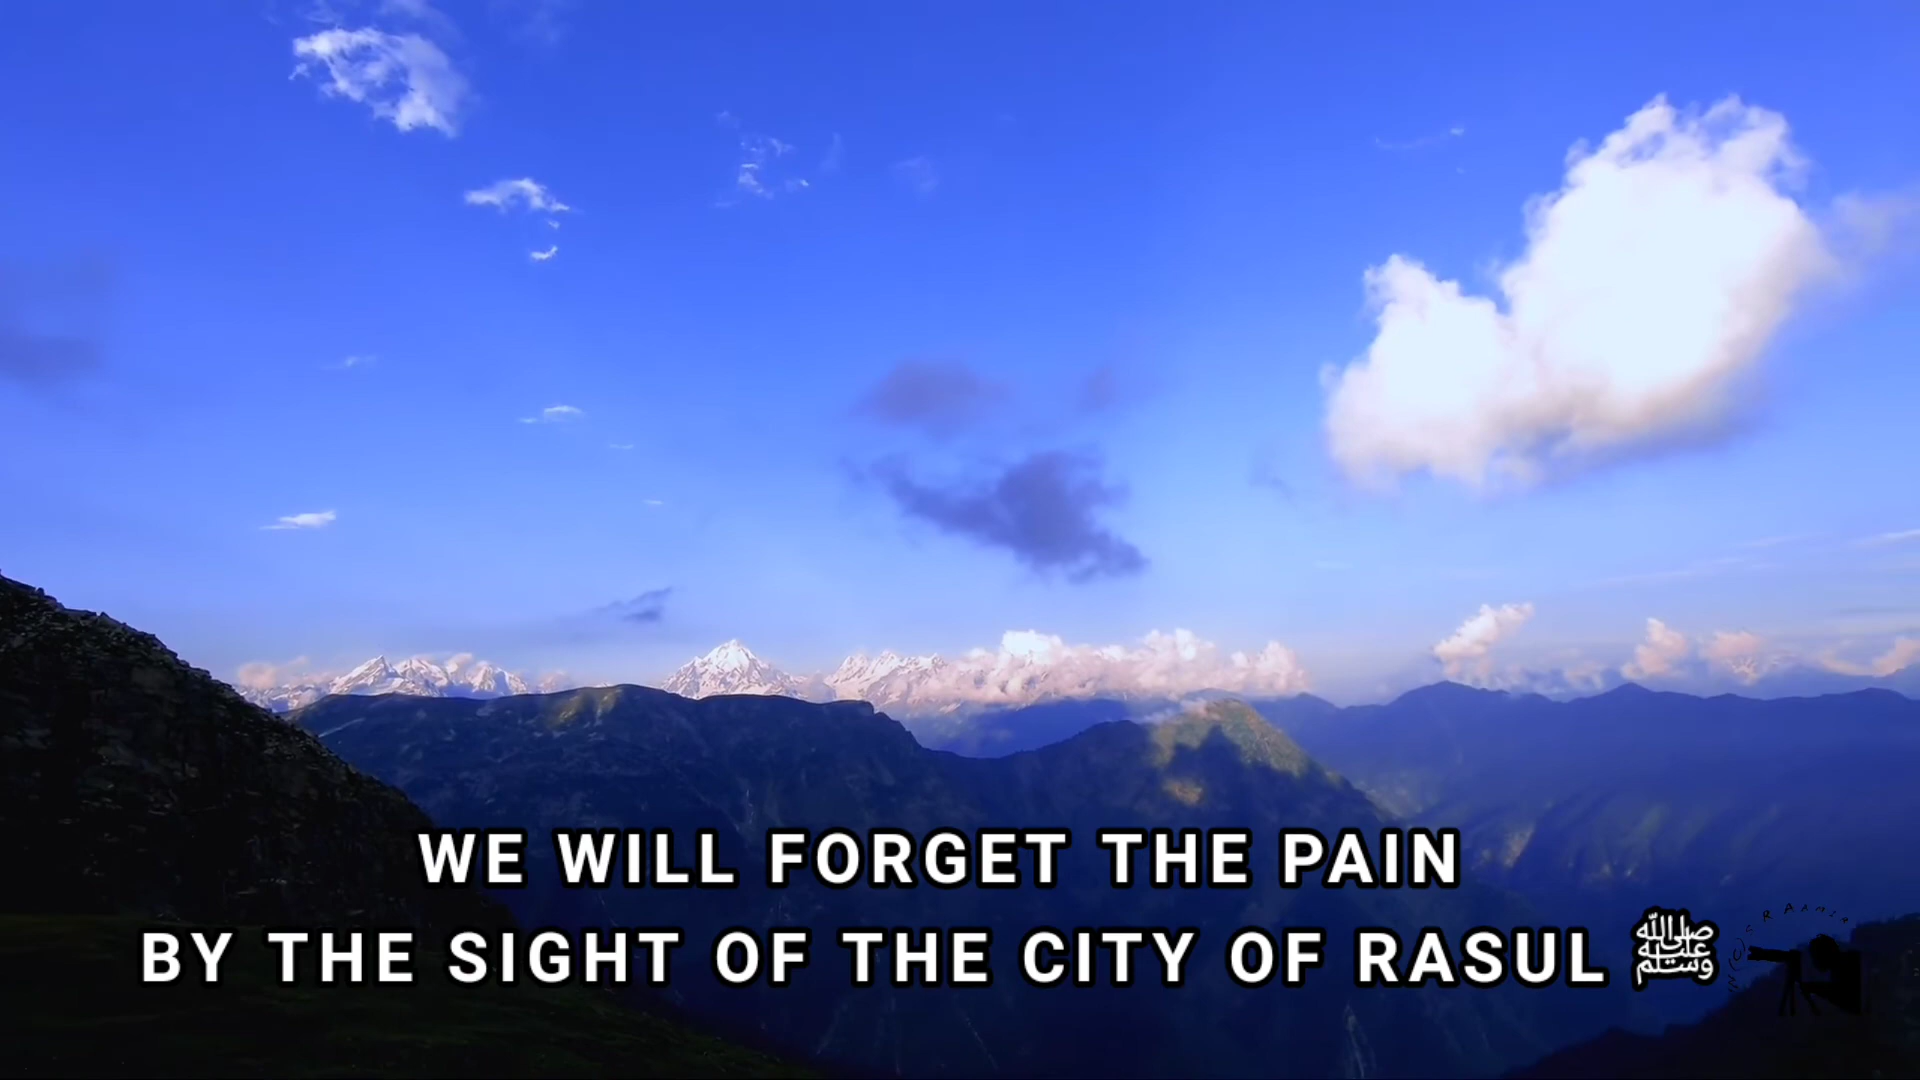 WE WILL FORGET THE PAIN
BY THE SIGHT OF THE CITY OF RASUL ﷺ